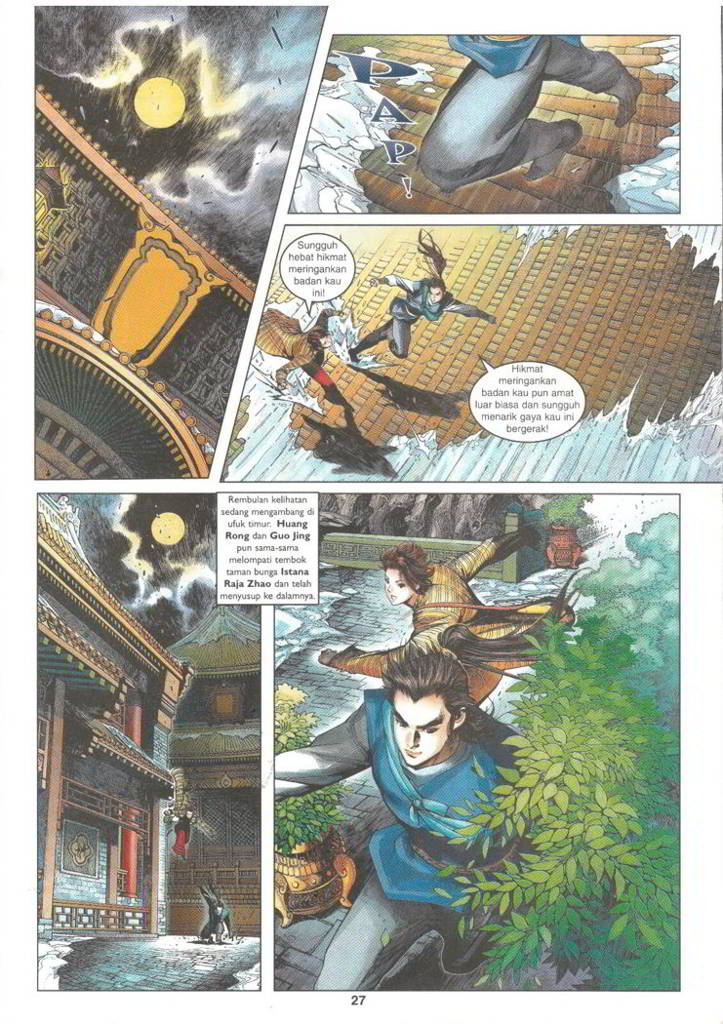 PAP!
Sungguh
hebat hikmat
meringankan
badan kau
ini!
Hikmat
meringankan
badan kau pun amat
luar biasa dan sungguh
menarik gaya kau ini
bergerak!
Rembulan kelihatan
sedang mengambang di
ufuk timur. Huang
Rong dan Guo Jing
pun sama-sama
melompati tembok
taman bunga Istana
Raja Zhao dan telah
menyusup ke dalamnya.
27